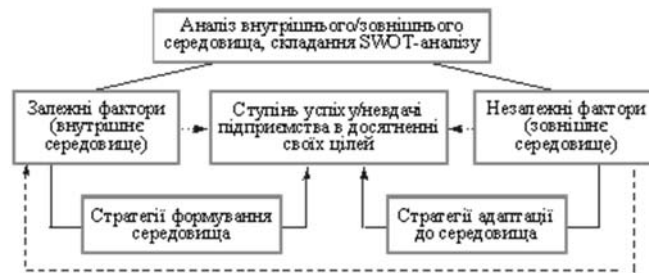 Аналіз внутрішнього/зовнішнього
середовища, складання SWOT-аналізу
Залежні фактори
(внутрішнє
середовище)
Ступінь успіху/невдачі
підприємства в досягненні
своїх цілей
Незалежні фактори
(зовнішнє
середовище)
Стратегії формування
середовища
Стратегії адаптації
до середовища